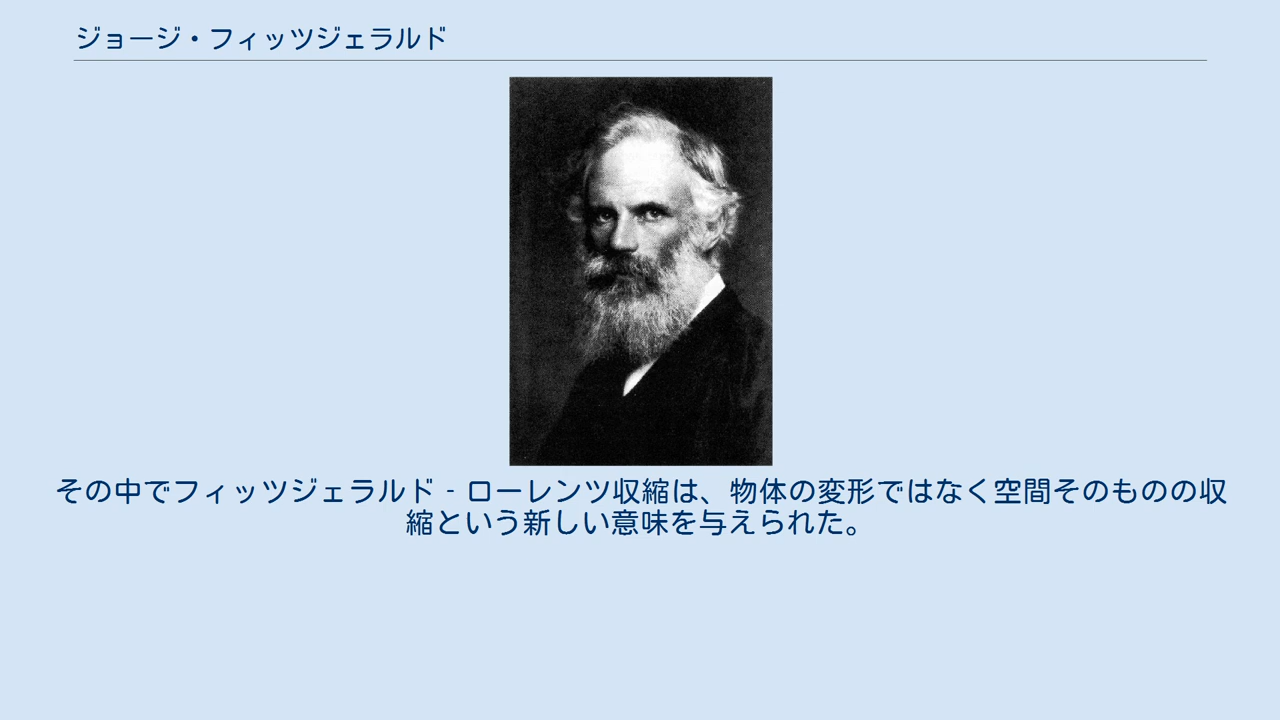 ジョージ・フィッツジェラルド
その中でフィッツジェラルド - ローレンツ収縮は、物体の変形ではなく空間そのものの収
縮という新しい意味を与えられた。